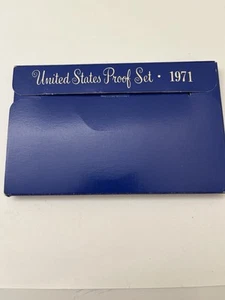 United States Proof Set · 1971